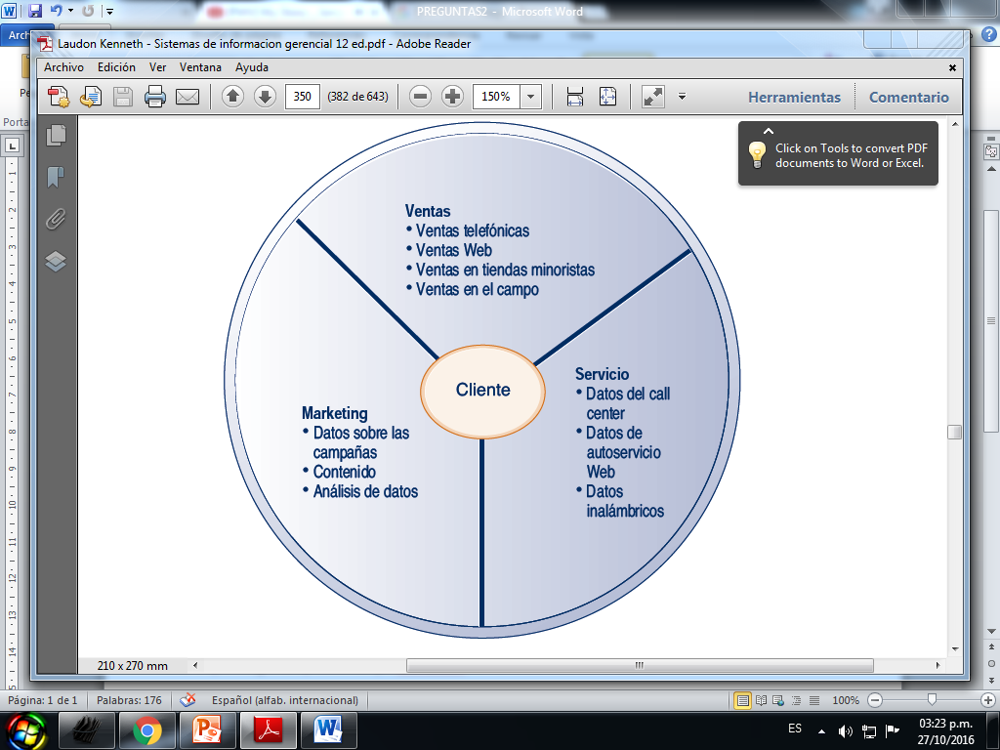 PREGUNTAS2 - Microsoft Word
Arch
Laudon Kenneth - Sistemas de informacion gerencial 12 ed.pdf - Adobe Reader
Archivo Edición Ver Ventana Ayuda
350 (382 de 643) 150% Herramientas Comentario
Porta
Click on Tools to convert PDF
documents to Word or Excel.
Ventas
• Ventas telefónicas
• Ventas Web
• Ventas en tiendas minoristas
• Ventas en el campo
Cliente
Servicio
• Datos del call
center
• Datos de
autoservicio
Web
• Datos
inalámbricos
Marketing
• Datos sobre las
campañas
• Contenido
• Análisis de datos
210 x 270 mm
Página: 1 de 1 Palabras: 176 Español (alfab. internacional) 100%
ES
03:23 p.m.
27/10/2016